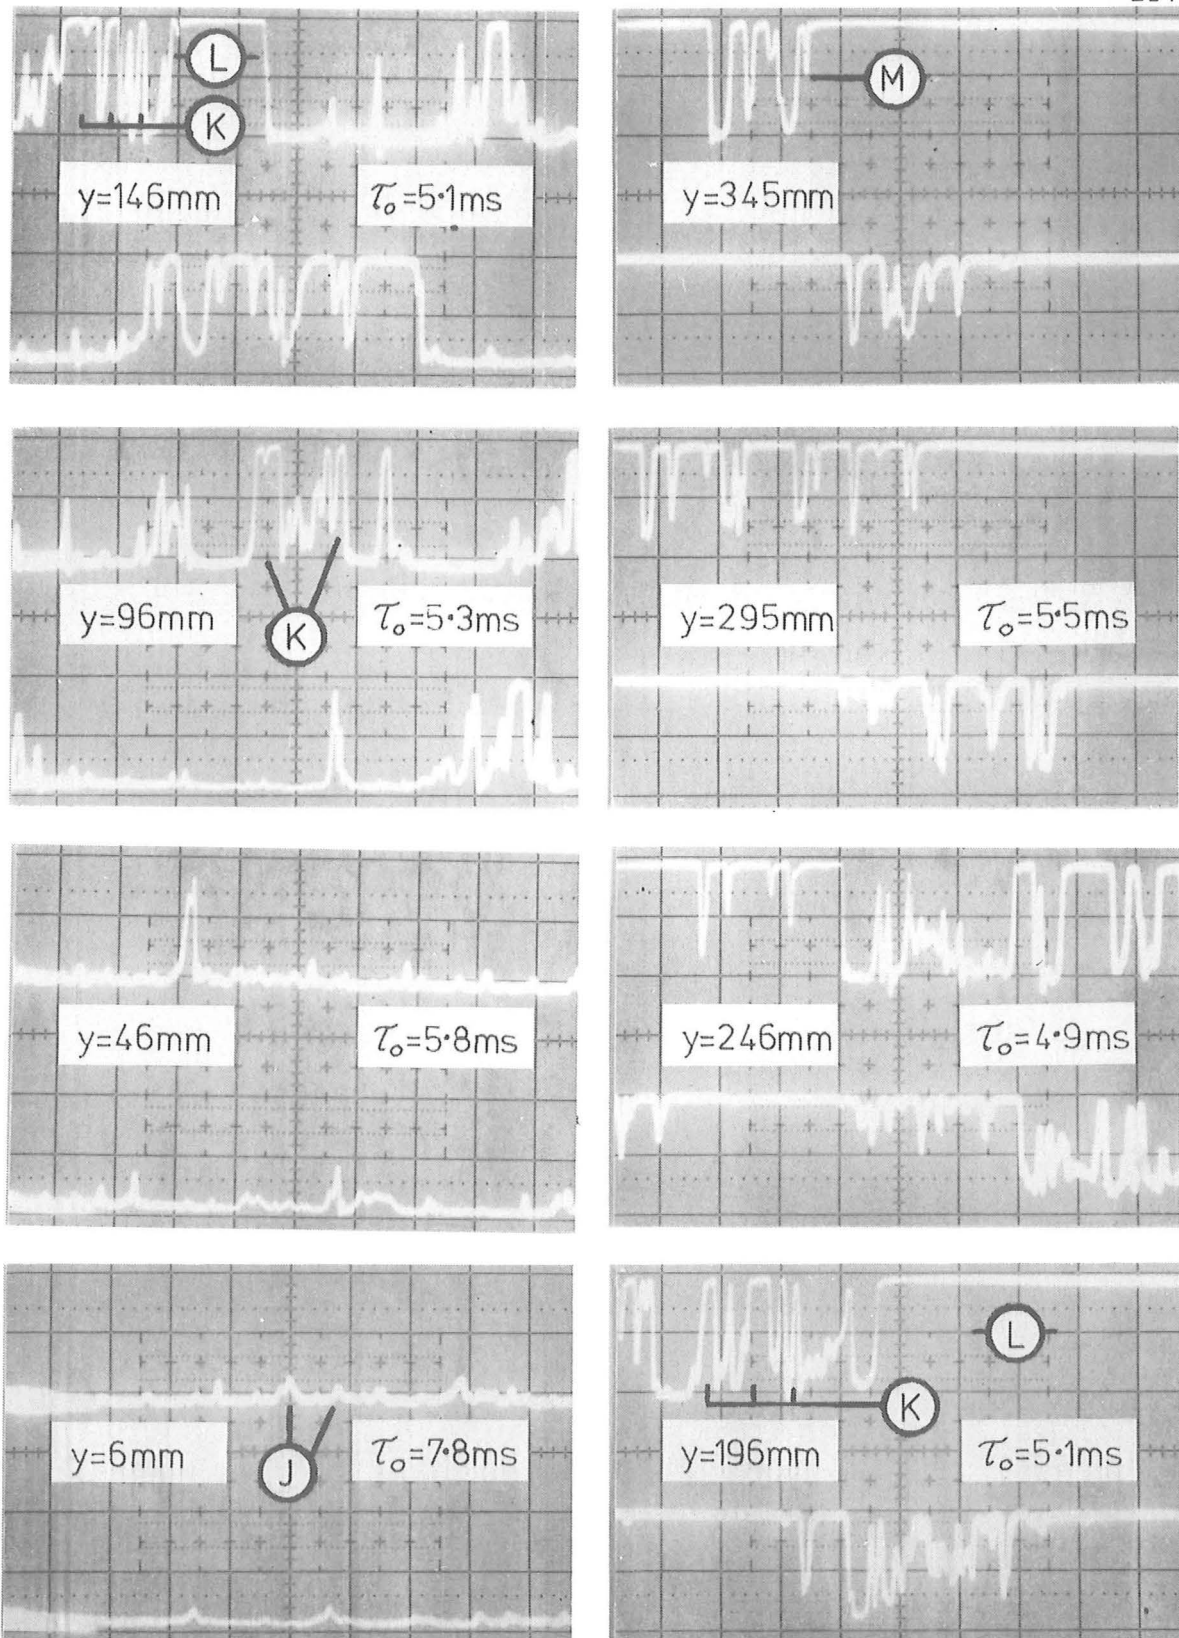 L
K
y=146mm
τₒ=5·1ms
M
y=345mm
y=96mm
K
τₒ=5·3ms
y=295mm
τₒ=5·5ms
y=46mm
τₒ=5·8ms
y=246mm
τₒ=4·9ms
y=6mm
J
τₒ=7·8ms
L
K
y=196mm
τₒ=5·1ms